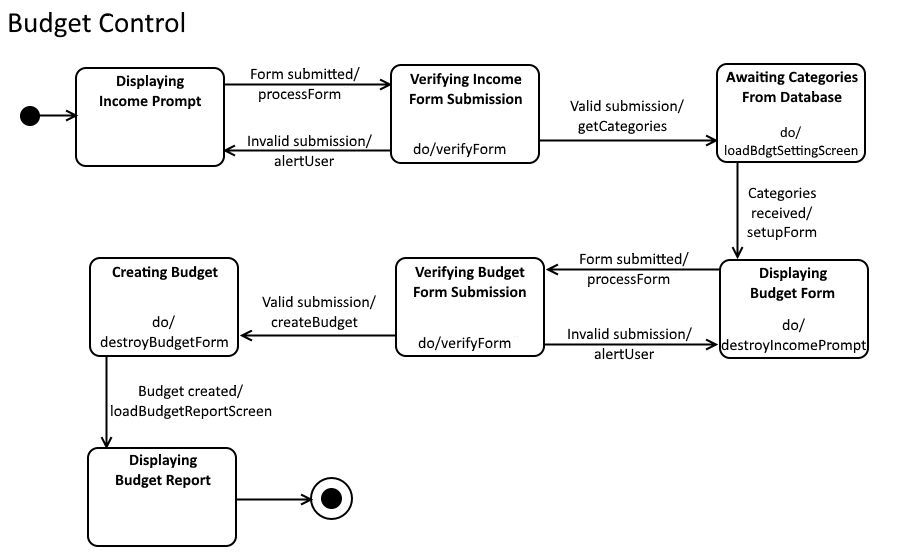 Budget Control
Displaying
Income Prompt
Form submitted/
processForm
Invalid submission/
alertUser
Verifying Income
Form Submission
do/verifyForm
Valid submission/
getCategories
Awaiting Categories
From Database
do/
loadBdgtSettingScreen
Categories
received/
setupForm
Displaying
Budget Form
do/
destroyIncomePrompt
Form submitted/
processForm
Invalid submission/
alertUser
Verifying Budget
Form Submission
do/verifyForm
Valid submission/
createBudget
Creating Budget
do/
destroyBudgetForm
Budget created/
loadBudgetReportScreen
Displaying
Budget Report